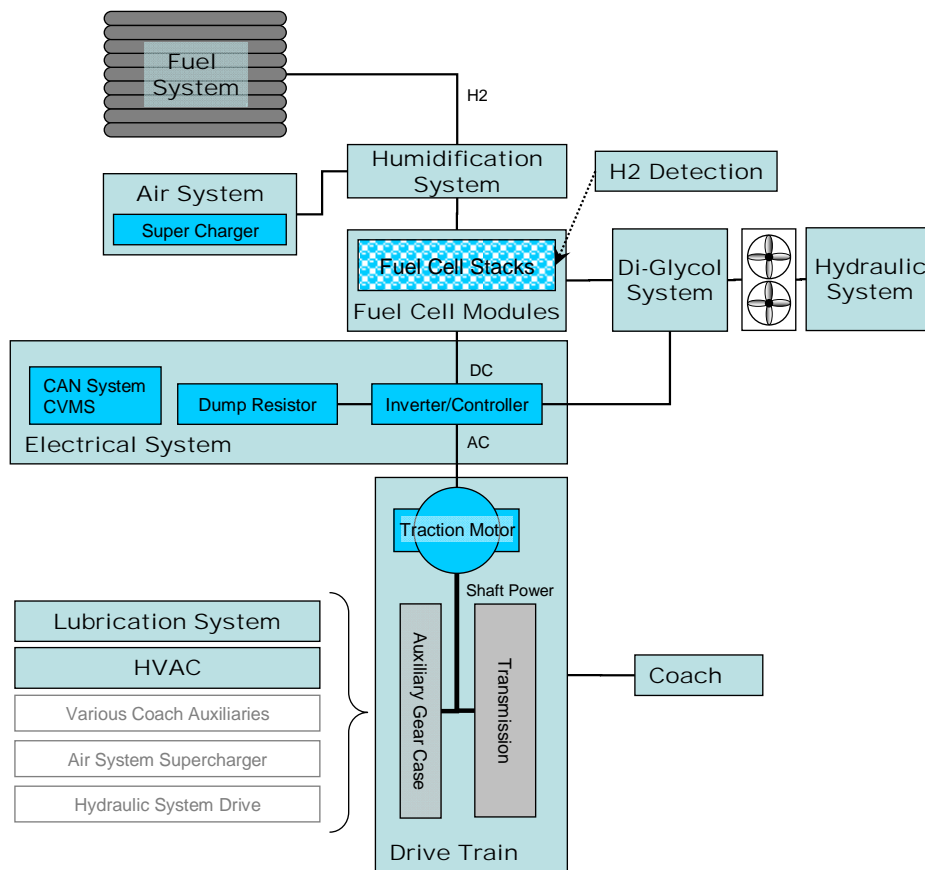 Fuel
System
H2
Humidification
System
H2 Detection
Air System
Super Charger
Fuel Cell Stacks
Fuel Cell Modules
Di-Glycol
System
Hydraulic
System
DC
CAN System
CVMS
Dump Resistor
Inverter/Controller
Electrical System
AC
Traction Motor
Shaft Power
Auxiliary Gear Case
Transmission
Lubrication System
HVAC
Various Coach Auxiliaries
Air System Supercharger
Hydraulic System Drive
Coach
Drive Train